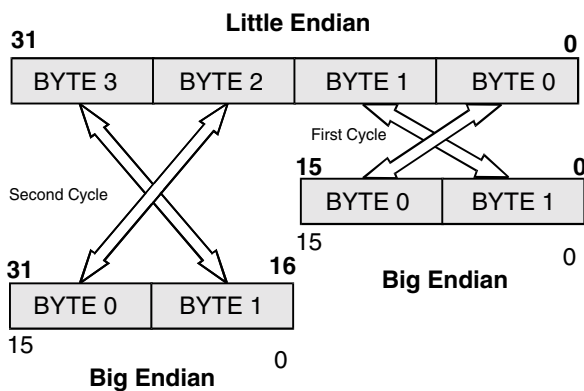 Little Endian
31 0
BYTE 3 BYTE 2 BYTE 1 BYTE 0
First Cycle
15 0
Second Cycle
BYTE 0 BYTE 1
15 0
31 16
Big Endian
BYTE 0 BYTE 1
15 0
Big Endian